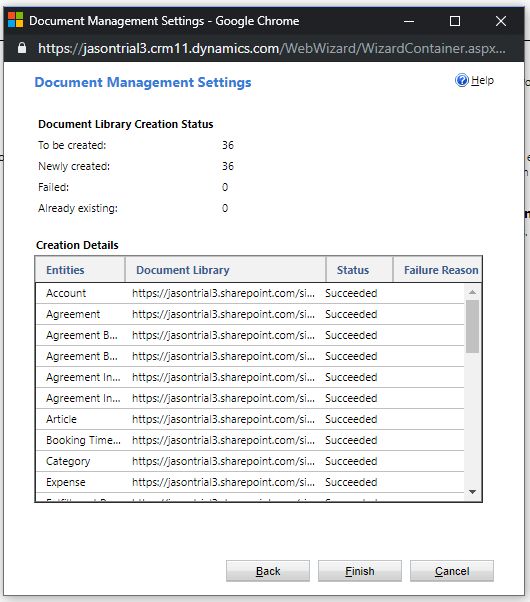 Document Management Settings - Google Chrome
https://jasontrial3.crm11.dynamics.com/WebWizard/WizardContainer.aspx...
Document Management Settings
Help
Document Library Creation Status
To be created: 36
Newly created: 36
Failed: 0
Already existing: 0
Creation Details
Entities Document Library Status Failure Reason
Account https://jasontrial3.sharepoint.com/si... Succeeded
Agreement https://jasontrial3.sharepoint.com/si... Succeeded
Agreement B... https://jasontrial3.sharepoint.com/si... Succeeded
Agreement B... https://jasontrial3.sharepoint.com/si... Succeeded
Agreement In... https://jasontrial3.sharepoint.com/si... Succeeded
Agreement In... https://jasontrial3.sharepoint.com/si... Succeeded
Article https://jasontrial3.sharepoint.com/si... Succeeded
Booking Time... https://jasontrial3.sharepoint.com/si... Succeeded
Category https://jasontrial3.sharepoint.com/si... Succeeded
Expense https://jasontrial3.sharepoint.com/si... Succeeded
Back Finish Cancel